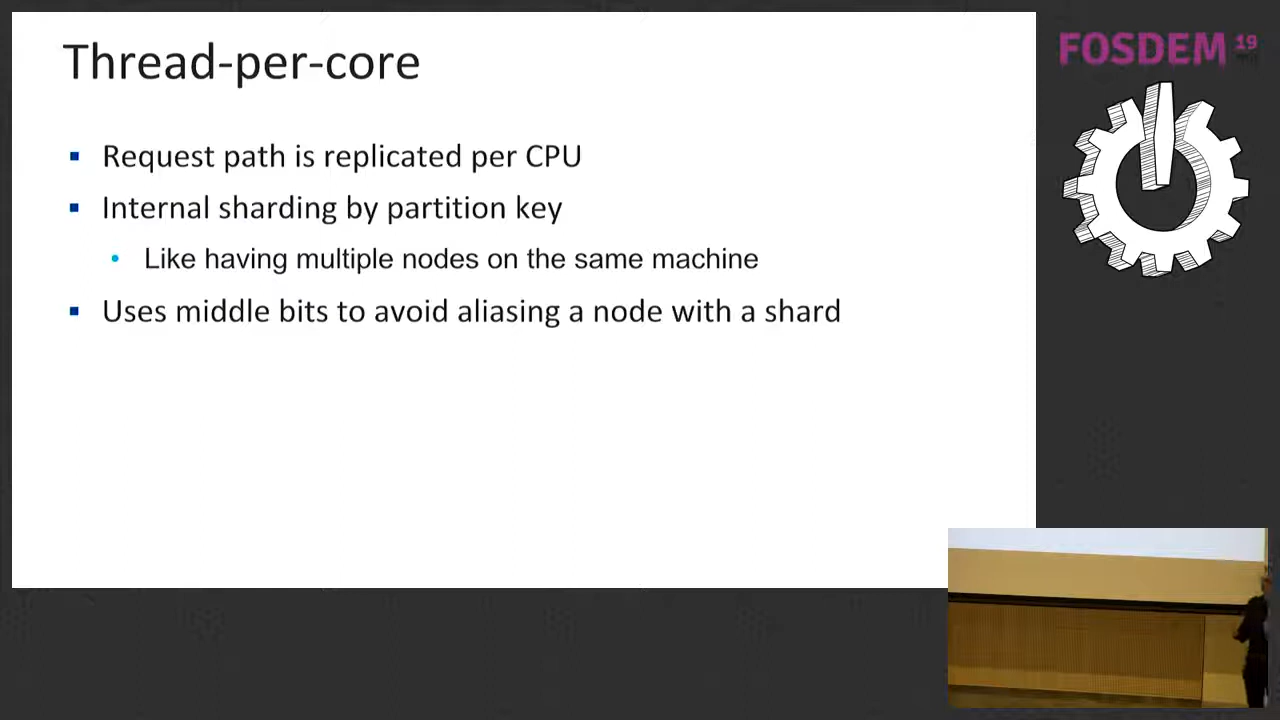 Thread-per-core
FOSDEM 19
▪ Request path is replicated per CPU
▪ Internal sharding by partition key
• Like having multiple nodes on the same machine
▪ Uses middle bits to avoid aliasing a node with a shard